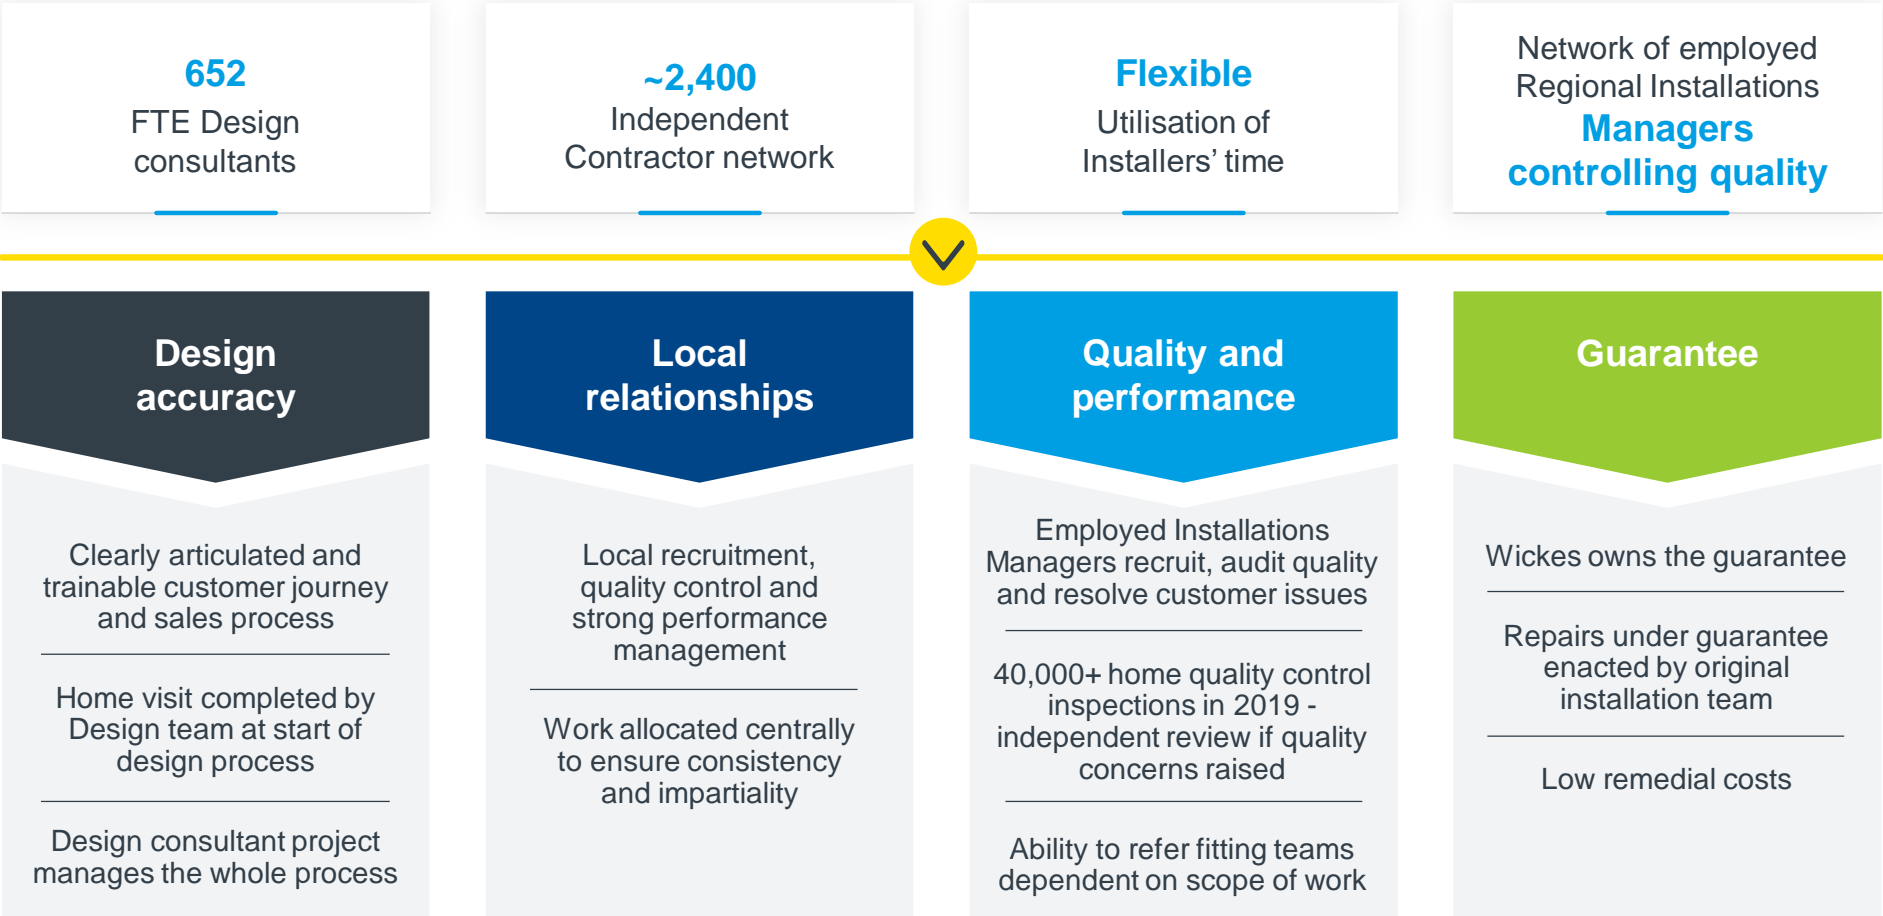 652
FTE Design
consultants
~2,400
Independent
Contractor network
Flexible
Utilisation of
Installers’ time
Network of employed
Regional Installations
Managers
controlling quality
Design
accuracy
Clearly articulated and
trainable customer journey
and sales process
Home visit completed by
Design team at start of
design process
Design consultant project
manages the whole process
Local
relationships
Local recruitment,
quality control and
strong performance
management
Work allocated centrally
to ensure consistency
and impartiality
Quality and
performance
Employed Installations
Managers recruit, audit quality
and resolve customer issues
40,000+ home quality control
inspections in 2019 -
independent review if quality
concerns raised
Ability to refer fitting teams
dependent on scope of work
Guarantee
Wickes owns the guarantee
Repairs under guarantee
enacted by original
installation team
Low remedial costs